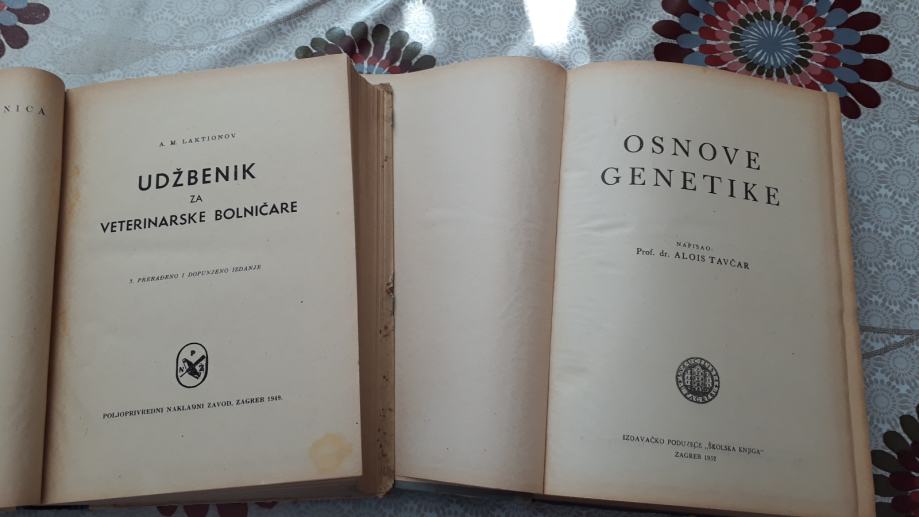 NICA
A. M. LAKTIONOV
UDŽBENIK
ZA
VETERINARSKE BOLNIČARE
3. PRERAĐENO I DOPUNJENO IZDANJE
POLJOPRIVREDNI NAKLADNI ZAVOD, ZAGREB 1949.
OSNOVE
GENETIKE
NAPISAO:
Prof. dr. ALOIS TAVČAR
IZDAVAČKO PODUZEĆE „ŠKOLSKA KNJIGA"
ZAGREB 1952